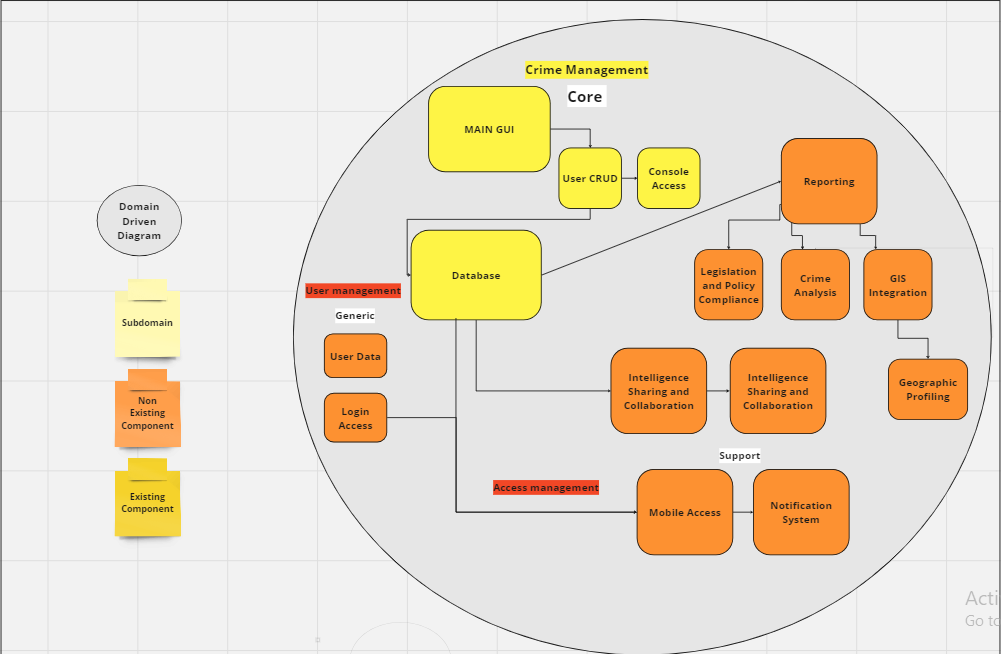 Crime Management
Core
MAIN GUI
User CRUD
Console
Access
Reporting
Domain
Driven
Diagram
Database
Legislation
and Policy
Compliance
Crime
Analysis
GIS
Integration
User management
Generic
Subdomain
User Data
Intelligence
Sharing and
Collaboration
Intelligence
Sharing and
Collaboration
Geographic
Profiling
Non
Existing
Component
Login
Access
Support
Access management
Existing
Component
Mobile Access
Notification
System
Acti
Go to